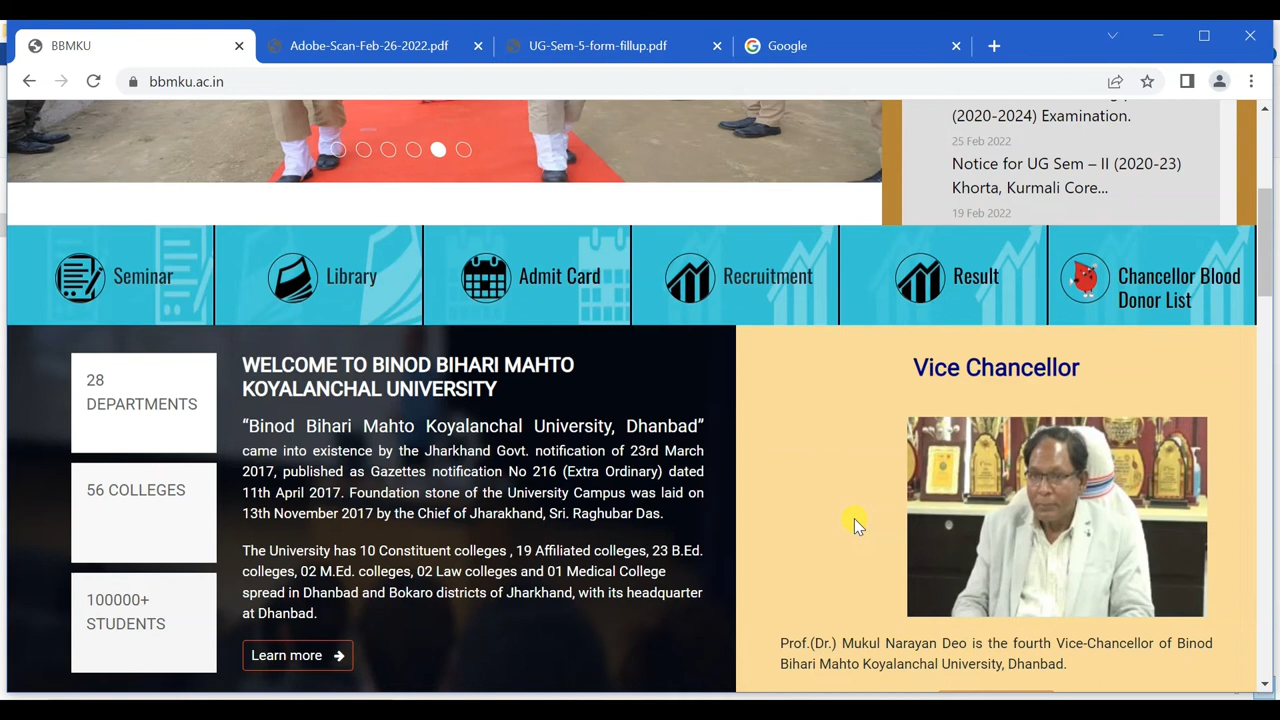 BBMKU
Adobe-Scan-Feb-26-2022.pdf
UG-Sem-5-form-fillup.pdf
Google
bbmku.ac.in
(2020-2024) Examination.
25 Feb 2022
Notice for UG Sem – II (2020-23)
Khorta, Kurmali Core...
19 Feb 2022
Seminar
Library
Admit Card
Recruitment
Result
Chancellor Blood
Donor List
28
DEPARTMENTS
56 COLLEGES
100000+
STUDENTS
WELCOME TO BINOD BIHARI MAHTO
KOYALANCHAL UNIVERSITY
“Binod Bihari Mahto Koyalanchal University, Dhanbad”
came into existence by the Jharkhand Govt. notification of 23rd March
2017, published as Gazettes notification No 216 (Extra Ordinary) dated
11th April 2017. Foundation stone of the University Campus was laid on
13th November 2017 by the Chief of Jharakhand, Sri. Raghubar Das.
The University has 10 Constituent colleges , 19 Affiliated colleges, 23 B.Ed.
colleges, 02 M.Ed. colleges, 02 Law colleges and 01 Medical College
spread in Dhanbad and Bokaro districts of Jharkhand, with its headquarter
at Dhanbad.
Learn more
Vice Chancellor
Prof.(Dr.) Mukul Narayan Deo is the fourth Vice-Chancellor of Binod
Bihari Mahto Koyalanchal University, Dhanbad.